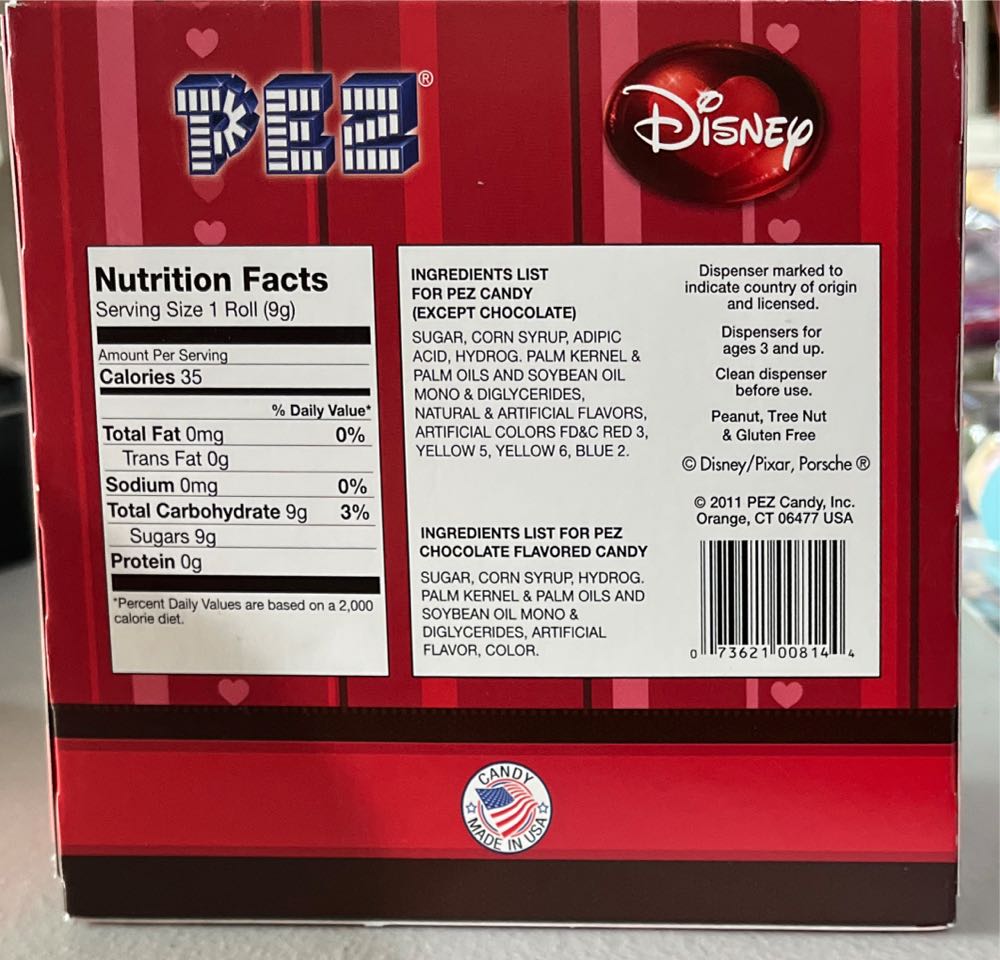 PEZ®
Disney
Nutrition Facts
Serving Size 1 Roll (9g)
Amount Per Serving
Calories 35
% Daily Value*
Total Fat 0mg 0%
Trans Fat 0g
Sodium 0mg 0%
Total Carbohydrate 9g 3%
Sugars 9g
Protein 0g
*Percent Daily Values are based on a 2,000
calorie diet.
INGREDIENTS LIST
FOR PEZ CANDY
(EXCEPT CHOCOLATE)
SUGAR, CORN SYRUP, ADIPIC
ACID, HYDROG. PALM KERNEL &
PALM OILS AND SOYBEAN OIL
MONO & DIGLYCERIDES,
NATURAL & ARTIFICIAL FLAVORS,
ARTIFICIAL COLORS FD&C RED 3,
YELLOW 5, YELLOW 6, BLUE 2.
INGREDIENTS LIST FOR PEZ
CHOCOLATE FLAVORED CANDY
SUGAR, CORN SYRUP, HYDROG.
PALM KERNEL & PALM OILS AND
SOYBEAN OIL MONO &
DIGLYCERIDES, ARTIFICIAL
FLAVOR, COLOR.
Dispenser marked to
indicate country of origin
and licensed.
Dispensers for
ages 3 and up.
Clean dispenser
before use.
Peanut, Tree Nut
& Gluten Free
© Disney/Pixar, Porsche ®
© 2011 PEZ Candy, Inc.
Orange, CT 06477 USA
0 73621 00814 4
CANDY
MADE IN USA